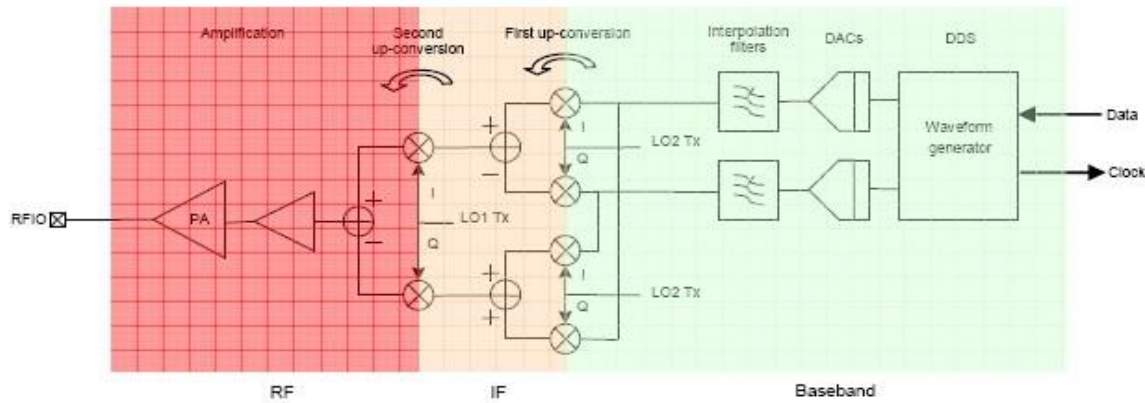 Amplification
Second
up-conversion
First up-conversion
Interpolation
filters
DACs
DDS
+
−
I
Q
LO2 Tx
Waveform
generator
Data
Clock
RFIO
PA
+
−
I
LO1 Tx
Q
+
+
I
LO2 Tx
Q
RF
IF
Baseband